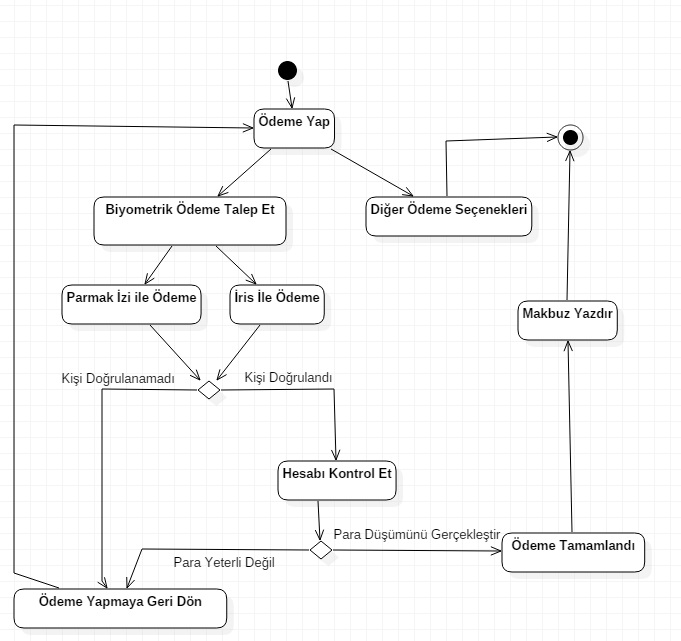 Ödeme Yap
Biyometrik Ödeme Talep Et
Diğer Ödeme Seçenekleri
Parmak İzi ile Ödeme
İris İle Ödeme
Makbuz Yazdır
Kişi Doğrulanamadı
Kişi Doğrulandı
Hesabı Kontrol Et
Para Düşümünü Gerçekleştir
Ödeme Tamamlandı
Para Yeterli Değil
Ödeme Yapmaya Geri Dön